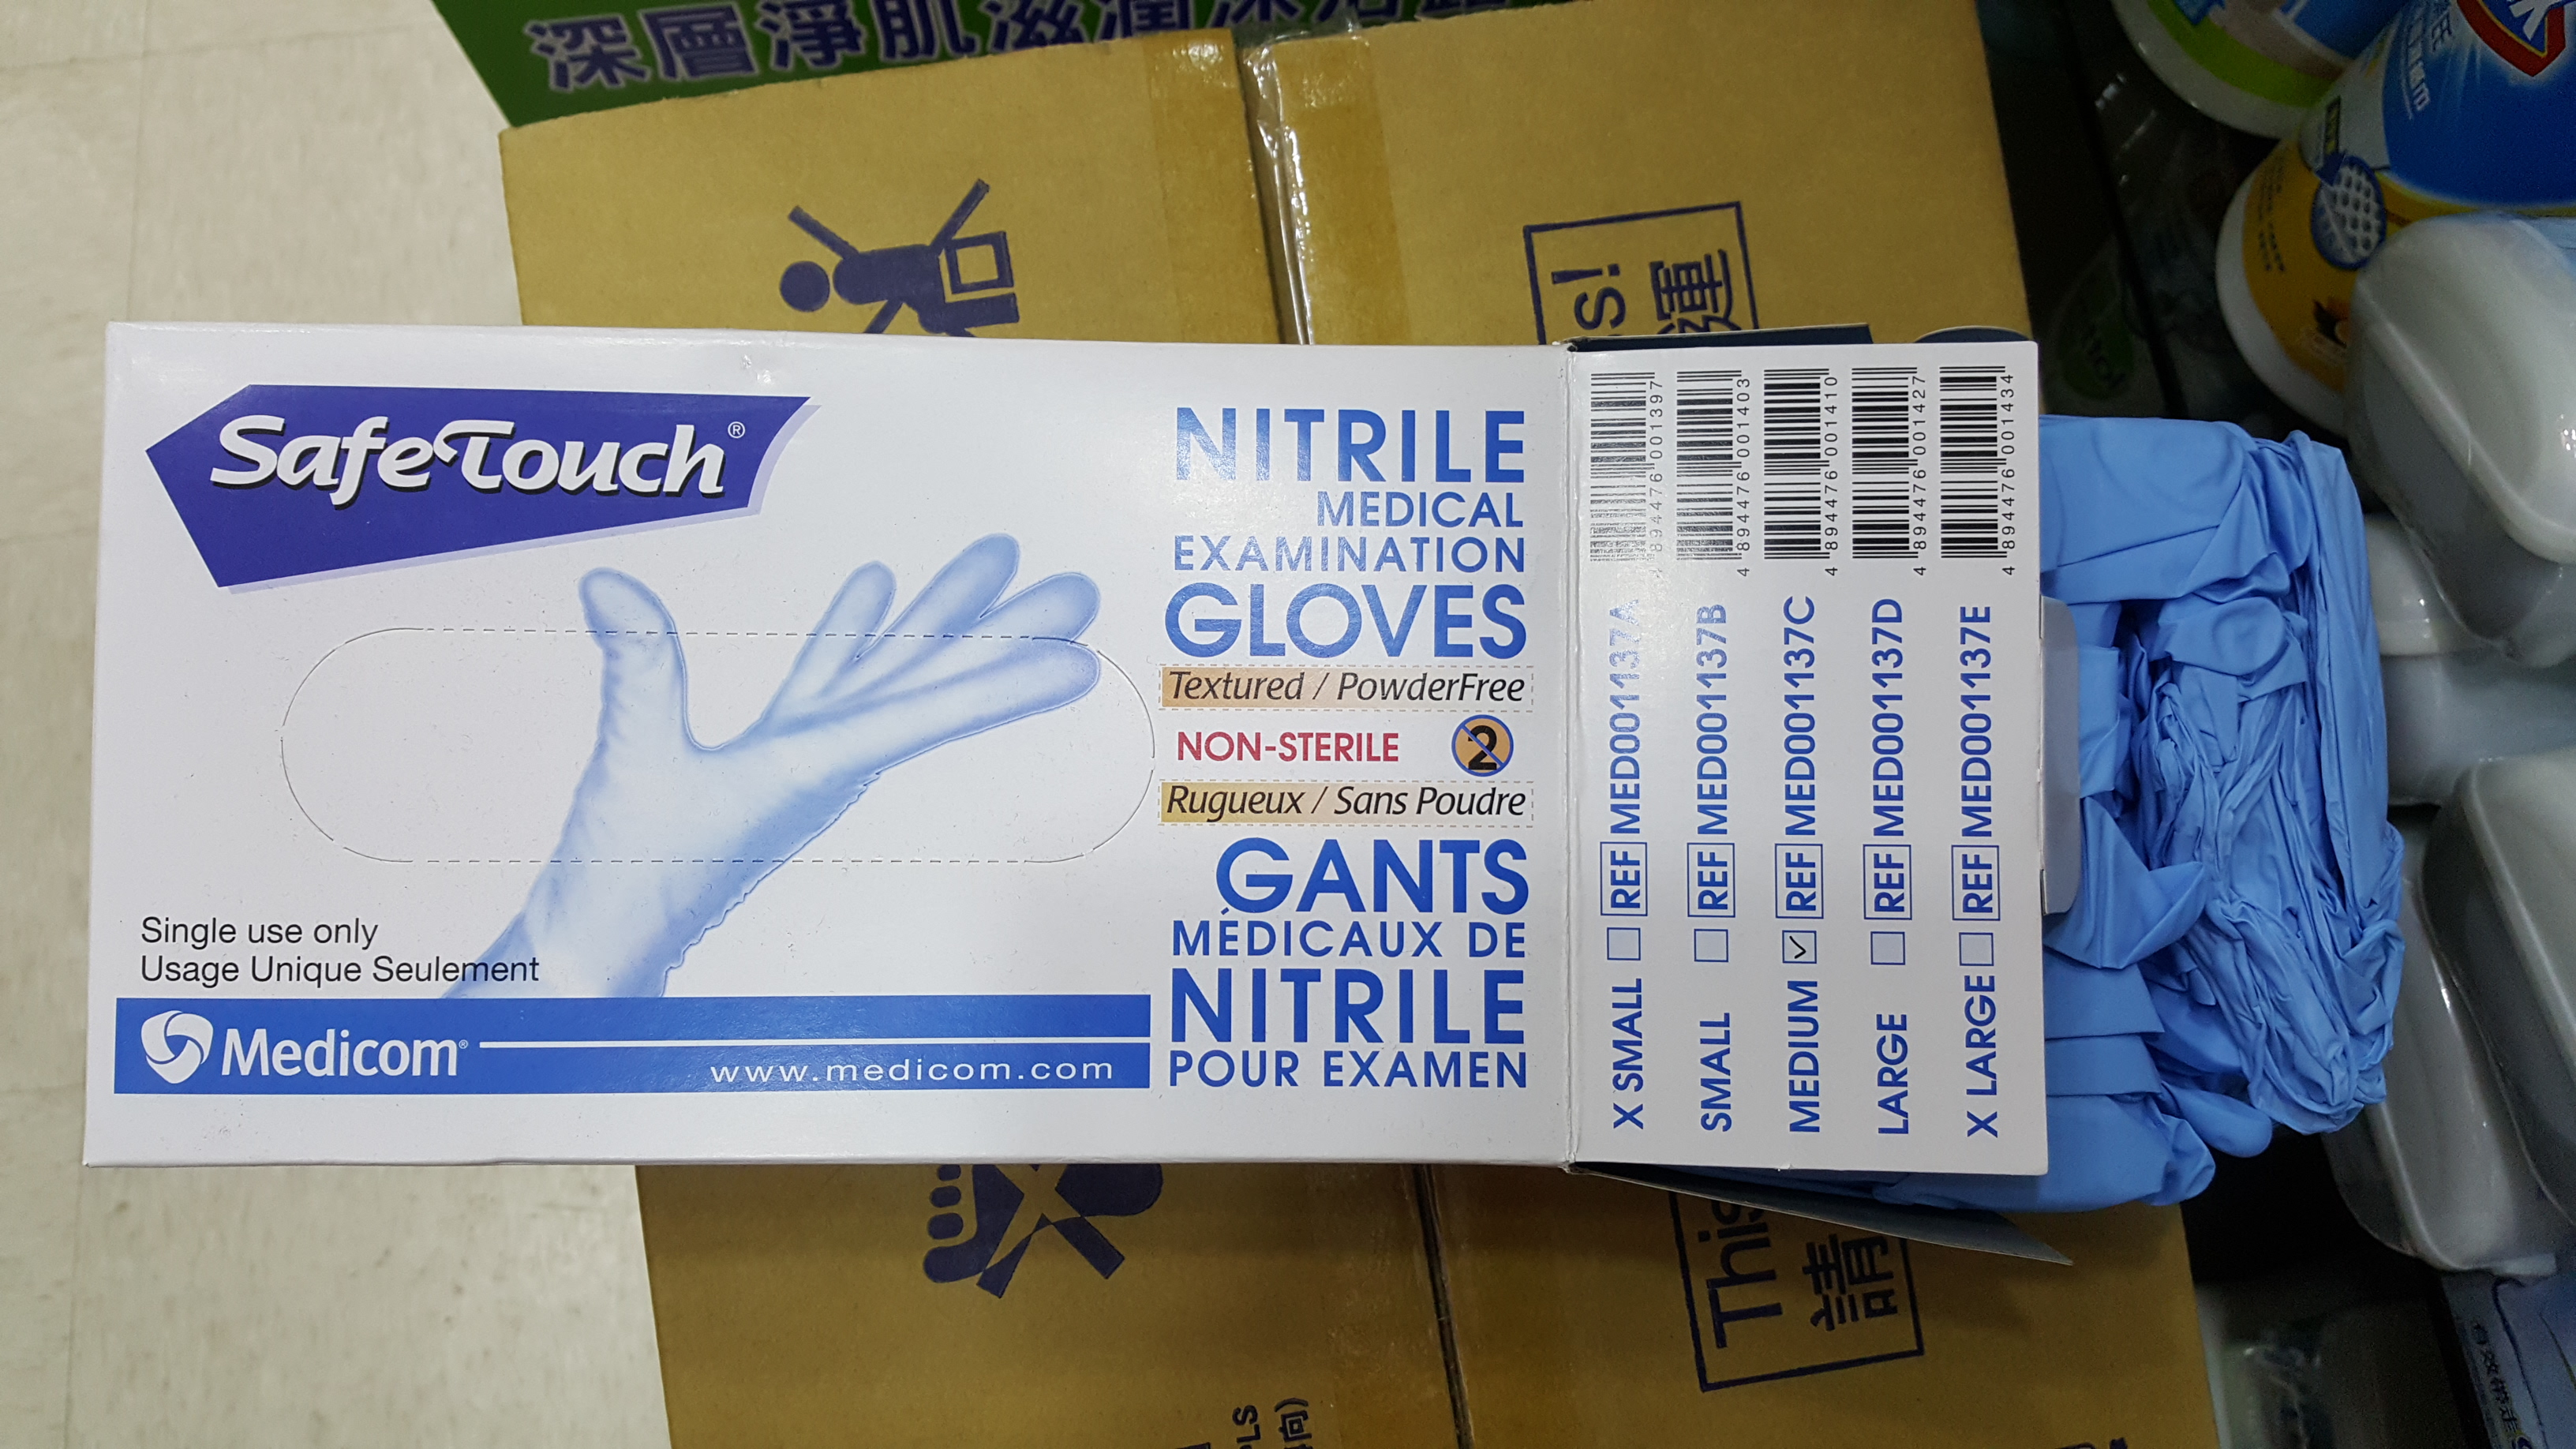 深層淨肌滋潤
SafeTouch®
NITRILE
MEDICAL
EXAMINATION
GLOVES
Textured / PowderFree
NON-STERILE
2
Rugueux / Sans Poudre
GANTS
MÉDICAUX DE
NITRILE
POUR EXAMEN
Single use only
Usage Unique Seulement
Medicom®
www.medicom.com
X SMALL REF MED001137A
SMALL REF MED001137B
4 894476 001403
MEDIUM ✓ REF MED001137C
4 894476 001410
LARGE REF MED001137D
4 894476 001427
X LARGE REF MED001137E
4 894476 001434
This
請